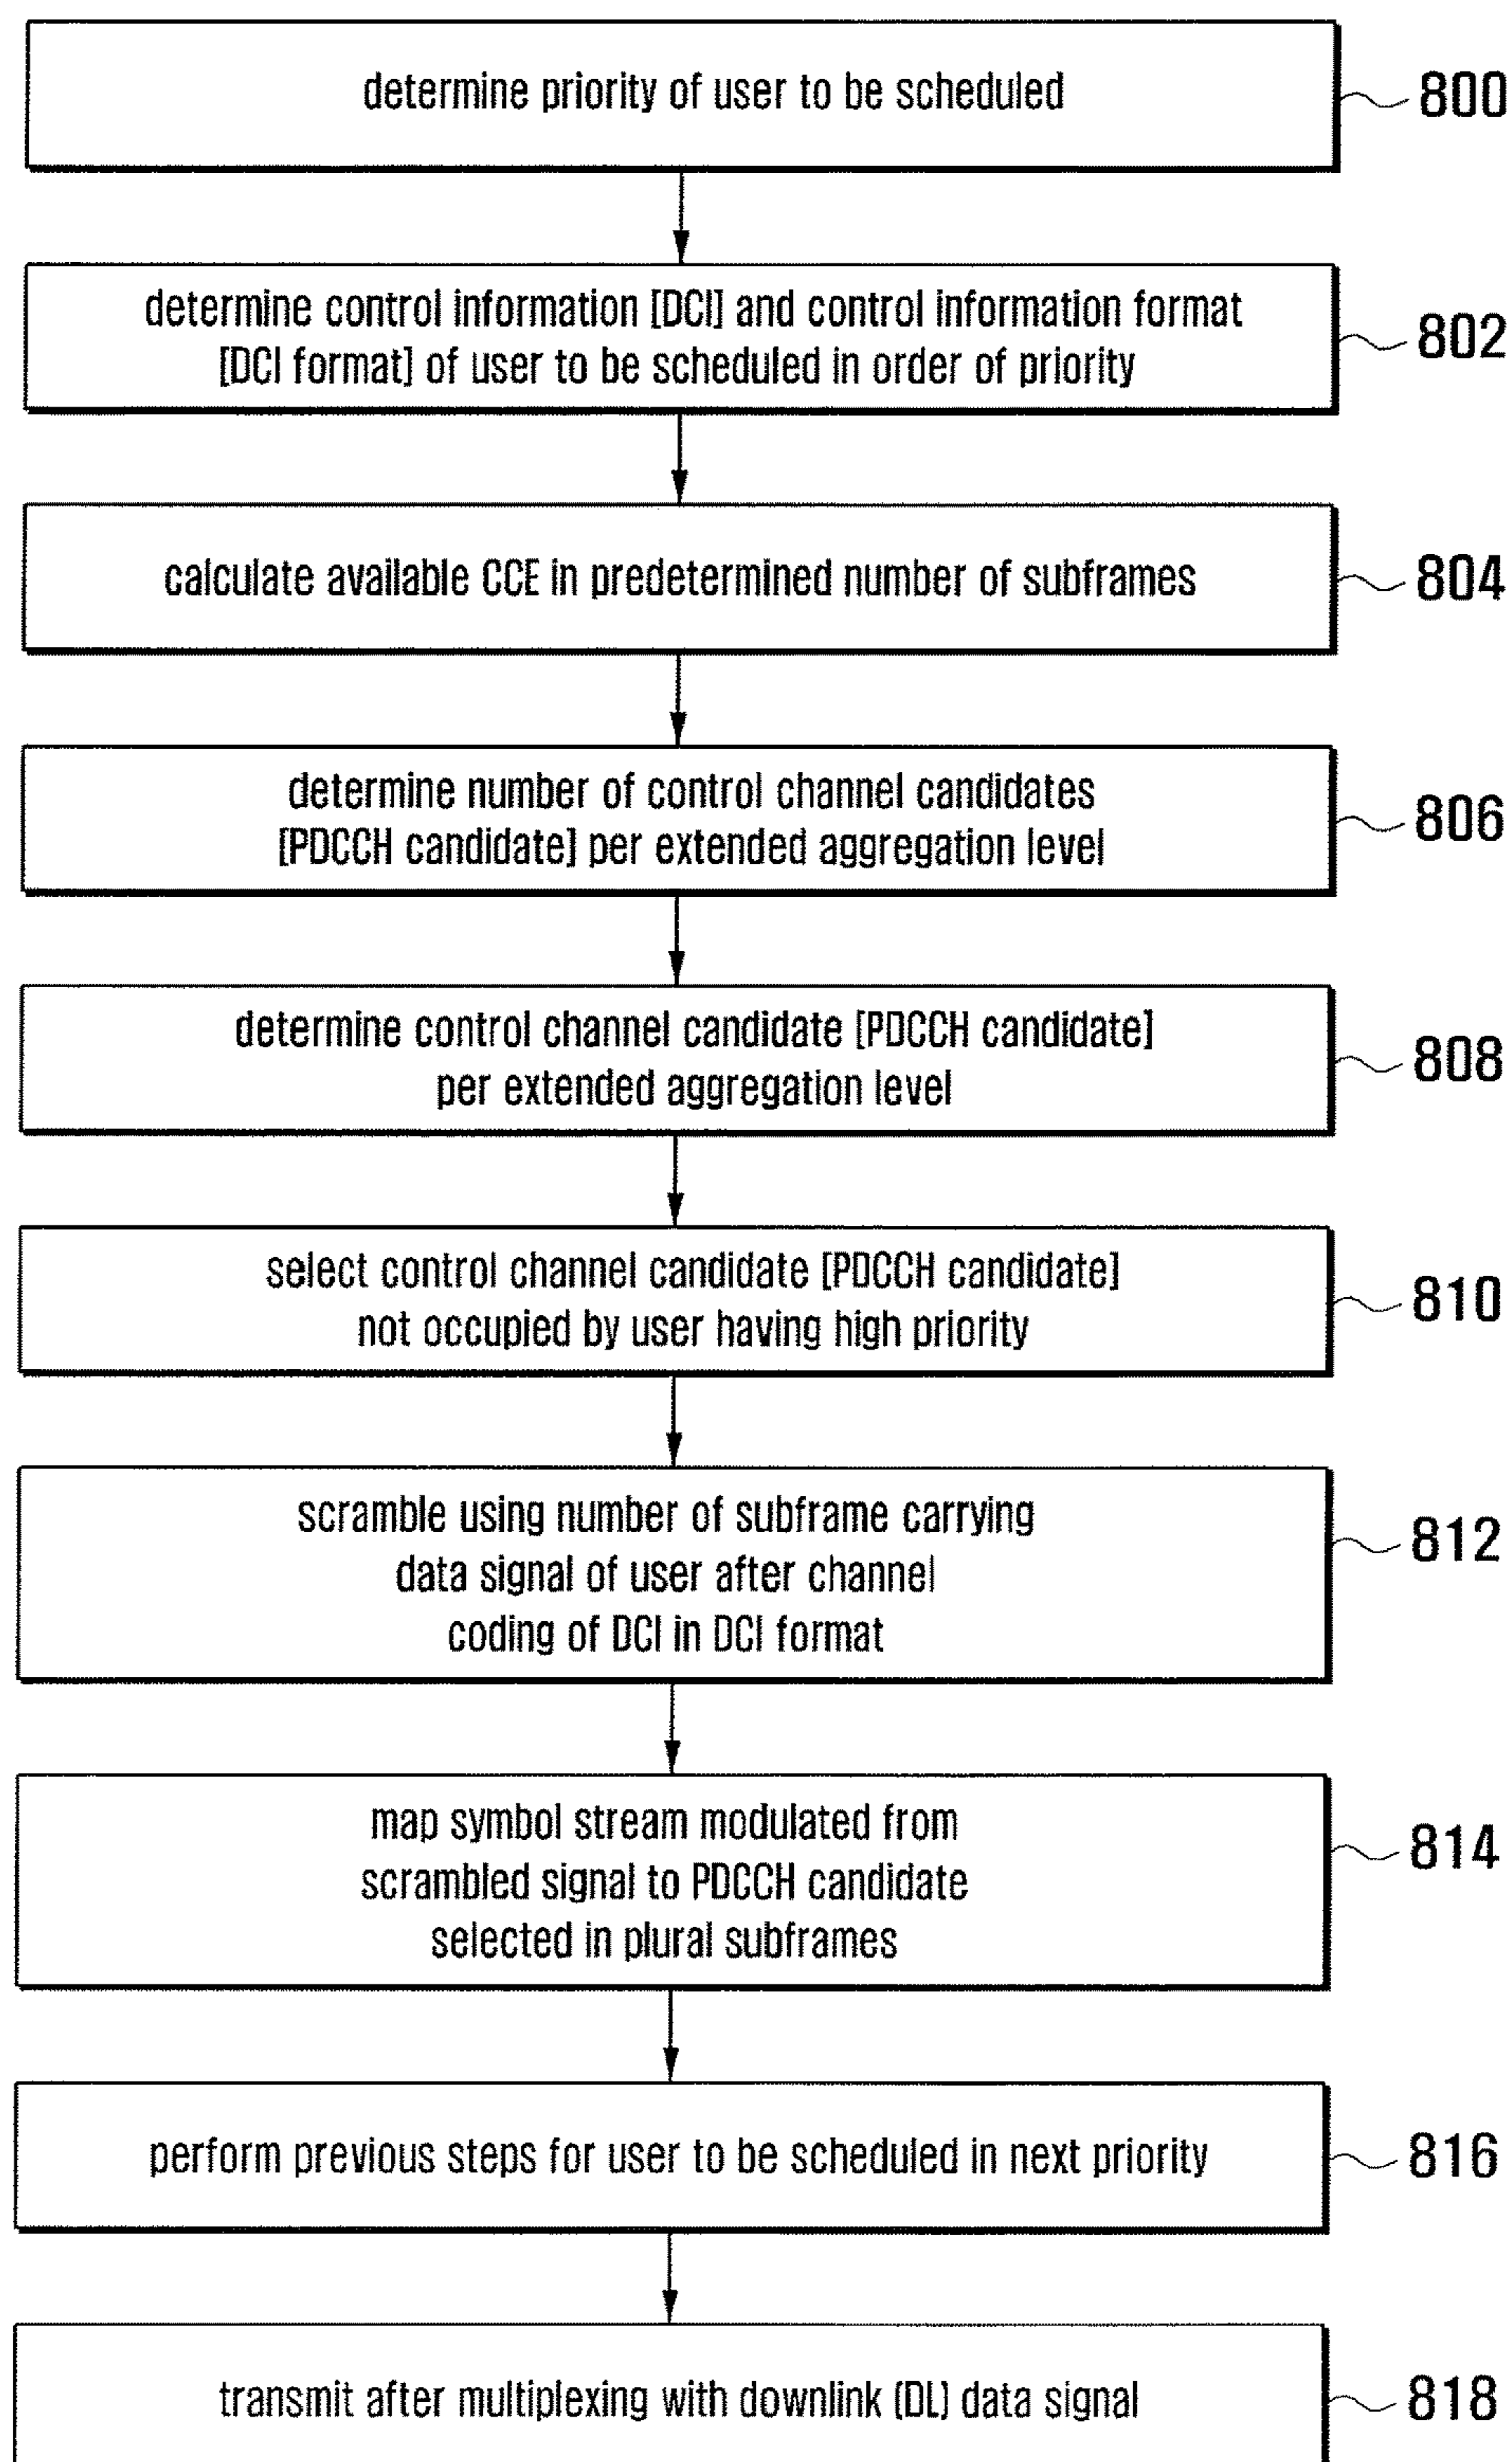 determine priority of user to be scheduled
800
determine control information [DCI] and control information format
[DCI format] of user to be scheduled in order of priority
802
calculate available CCE in predetermined number of subframes
804
determine number of control channel candidates
[PDCCH candidate] per extended aggregation level
806
determine control channel candidate [PDCCH candidate]
per extended aggregation level
808
select control channel candidate [PDCCH candidate]
not occupied by user having high priority
810
scramble using number of subframe carrying
data signal of user after channel
coding of DCI in DCI format
812
map symbol stream modulated from
scrambled signal to PDCCH candidate
selected in plural subframes
814
perform previous steps for user to be scheduled in next priority
816
transmit after multiplexing with downlink (DL) data signal
818